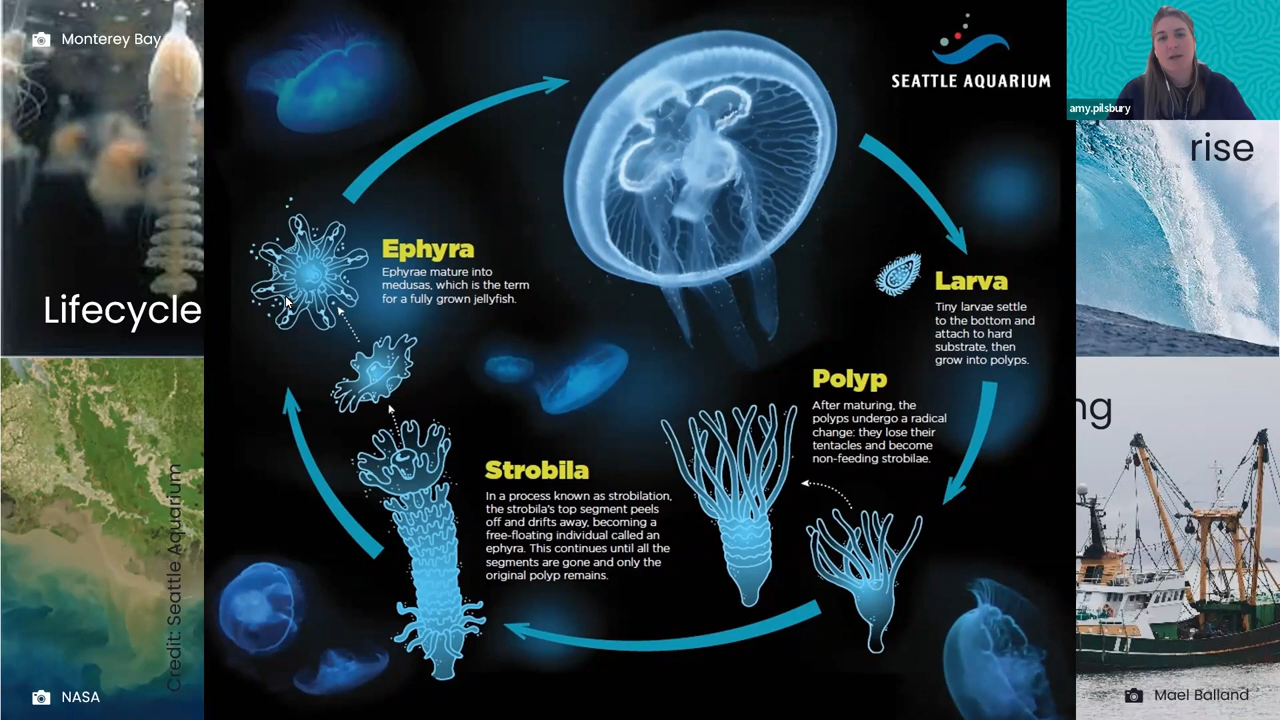 Monterey Bay
Lifecycle
Credit: Seattle Aquarium
NASA
SEATTLE AQUARIUM
Ephyra
Ephyrae mature into
medusas, which is the term
for a fully grown jellyfish.
Larva
Tiny larvae settle
to the bottom and
attach to hard
substrate, then
grow into polyps.
Polyp
After maturing, the
polyps undergo a radical
change: they lose their
tentacles and become
non-feeding strobilae.
Strobila
In a process known as strobilation,
the strobila's top segment peels
off and drifts away, becoming a
free-floating individual called an
ephyra. This continues until all the
segments are gone and only the
original polyp remains.
amy.pilsbury
rise
ng
Mael Balland